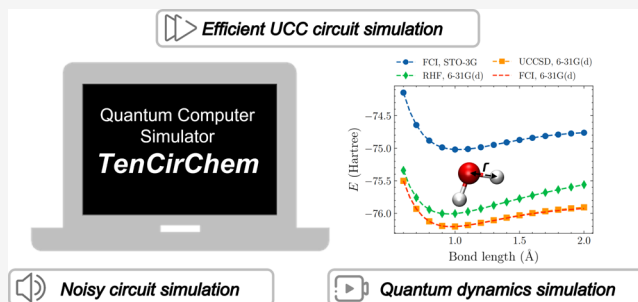 Efficient UCC circuit simulation
Quantum Computer
Simulator
TenCirChem
FCI, STO-3G
UCCSD, 6-31G(d)
RHF, 6-31G(d)
FCI, 6-31G(d)
−74.5
−75.0
−75.5
−76.0
E (Hartree)
r
1.0
1.5
2.0
Bond length (Å)
Noisy circuit simulation
Quantum dynamics simulation